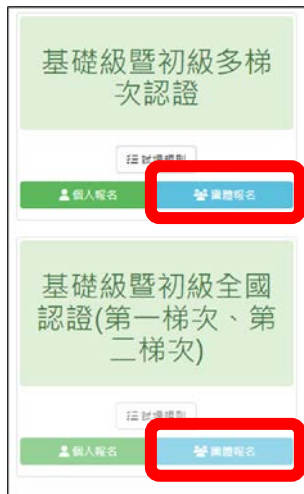 基礎級暨初級多梯
次認證
試場規則
個人報名
團體報名
基礎級暨初級全國
認證(第一梯次、第
二梯次)
試場規則
個人報名
團體報名